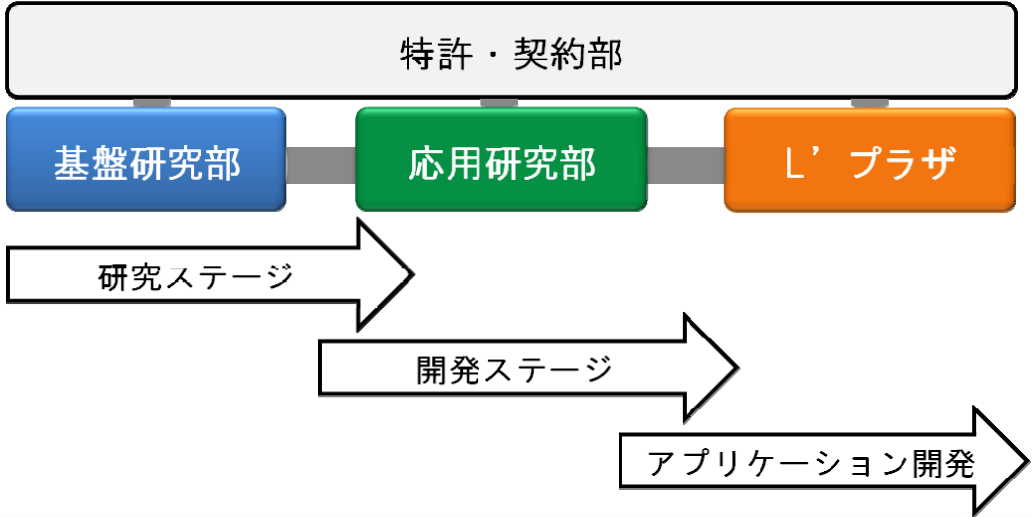 特許・契約部
基盤研究部
応用研究部
L’プラザ
研究ステージ
開発ステージ
アプリケーション開発